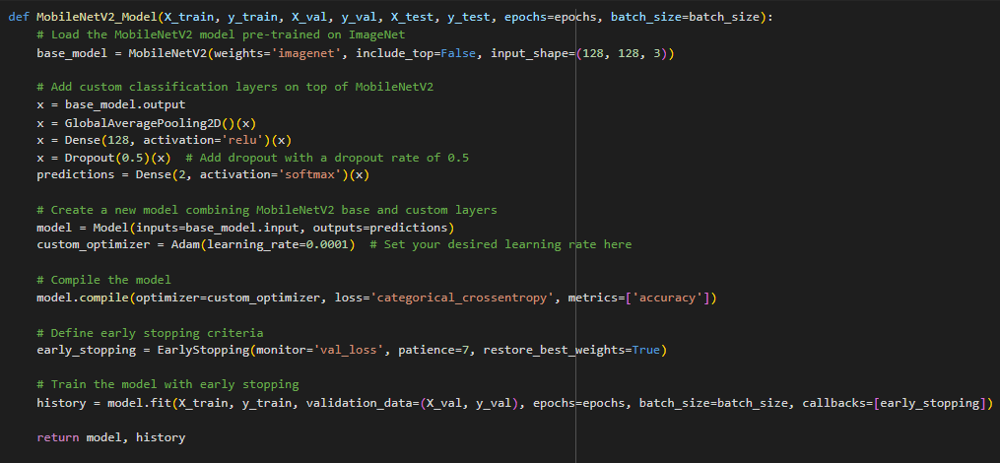 def MobileNetV2_Model(X_train, y_train, X_val, y_val, X_test, y_test, epochs=epochs, batch_size=batch_size):
    # Load the MobileNetV2 model pre-trained on ImageNet
    base_model = MobileNetV2(weights='imagenet', include_top=False, input_shape=(128, 128, 3))

    # Add custom classification layers on top of MobileNetV2
    x = base_model.output
    x = GlobalAveragePooling2D()(x)
    x = Dense(128, activation='relu')(x)
    x = Dropout(0.5)(x)  # Add dropout with a dropout rate of 0.5
    predictions = Dense(2, activation='softmax')(x)

    # Create a new model combining MobileNetV2 base and custom layers
    model = Model(inputs=base_model.input, outputs=predictions)
    custom_optimizer = Adam(learning_rate=0.0001)  # Set your desired learning rate here

    # Compile the model
    model.compile(optimizer=custom_optimizer, loss='categorical_crossentropy', metrics=['accuracy'])

    # Define early stopping criteria
    early_stopping = EarlyStopping(monitor='val_loss', patience=7, restore_best_weights=True)

    # Train the model with early stopping
    history = model.fit(X_train, y_train, validation_data=(X_val, y_val), epochs=epochs, batch_size=batch_size, callbacks=[early_stopping])

    return model, history